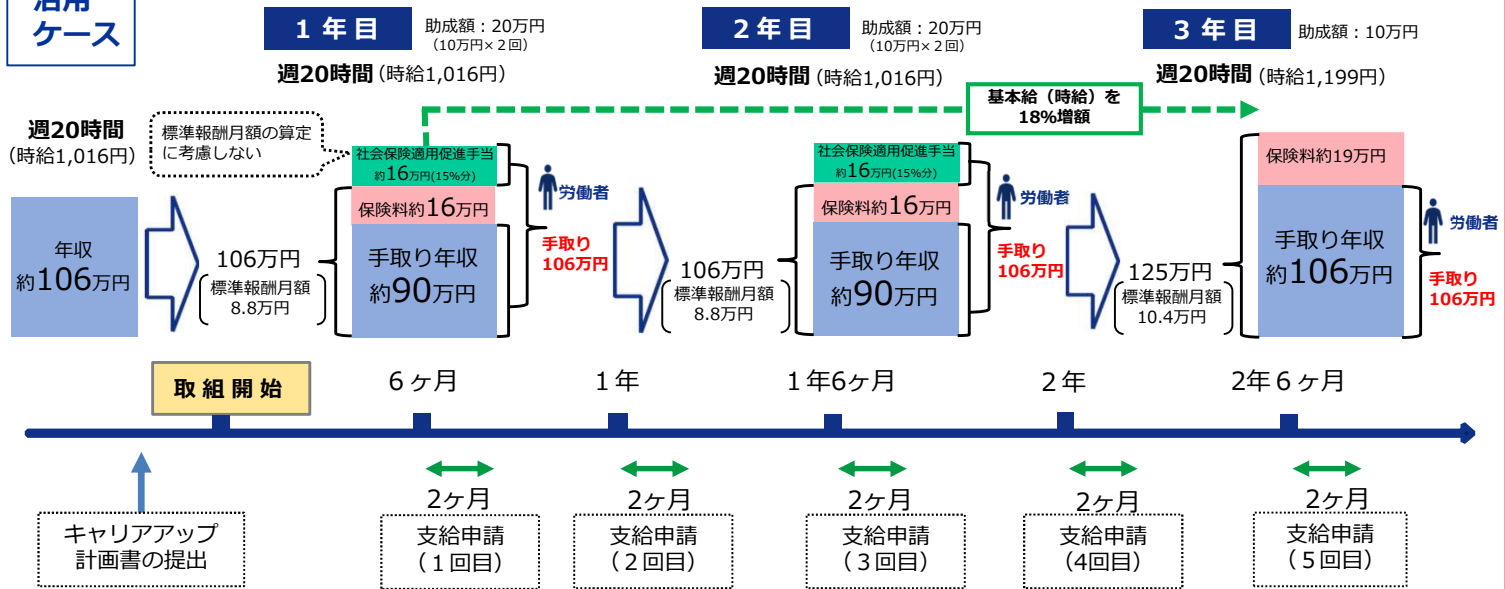 活用
ケース
1年目
助成額：20万円
（10万円×２回）
週20時間（時給1,016円）
2年目
助成額：20万円
（10万円×２回）
週20時間（時給1,016円）
3年目
助成額：10万円
週20時間（時給1,199円）
基本給（時給）を
18%増額
週20時間
（時給1,016円）
標準報酬月額の算定
に考慮しない
年収
約106万円
106万円
標準報酬月額
8.8万円
社会保険適用促進手当
約16万円(15%分)
保険料約16万円
手取り年収
約90万円
労働者
手取り
106万円
106万円
標準報酬月額
8.8万円
社会保険適用促進手当
約16万円(15%分)
保険料約16万円
手取り年収
約90万円
労働者
手取り
106万円
125万円
標準報酬月額
10.4万円
保険料約19万円
手取り年収
約106万円
労働者
手取り
106万円
取組開始
6ヶ月
1年
1年6ヶ月
2年
2年６ヶ月
2ヶ月
2ヶ月
2ヶ月
2ヶ月
2ヶ月
キャリアアップ
計画書の提出
支給申請
（１回目）
支給申請
（２回目）
支給申請
（３回目）
支給申請
（4回目）
支給申請
（５回目）